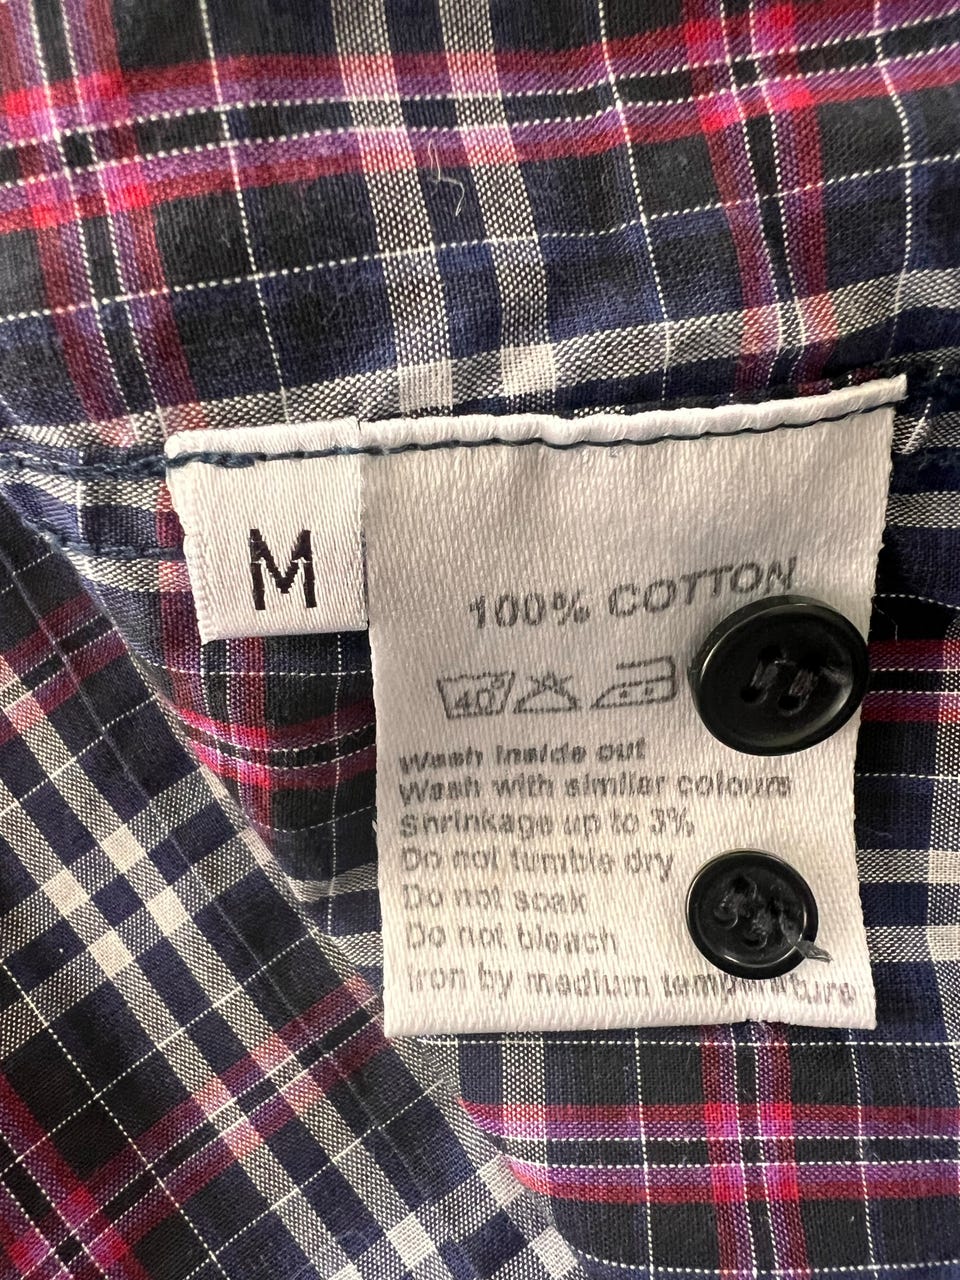 M
100% COTTON
40°
Wash inside out
Wash with similar colours
Shrinkage up to 3%
Do not tumble dry
Do not soak
Do not bleach
Iron by medium temperature